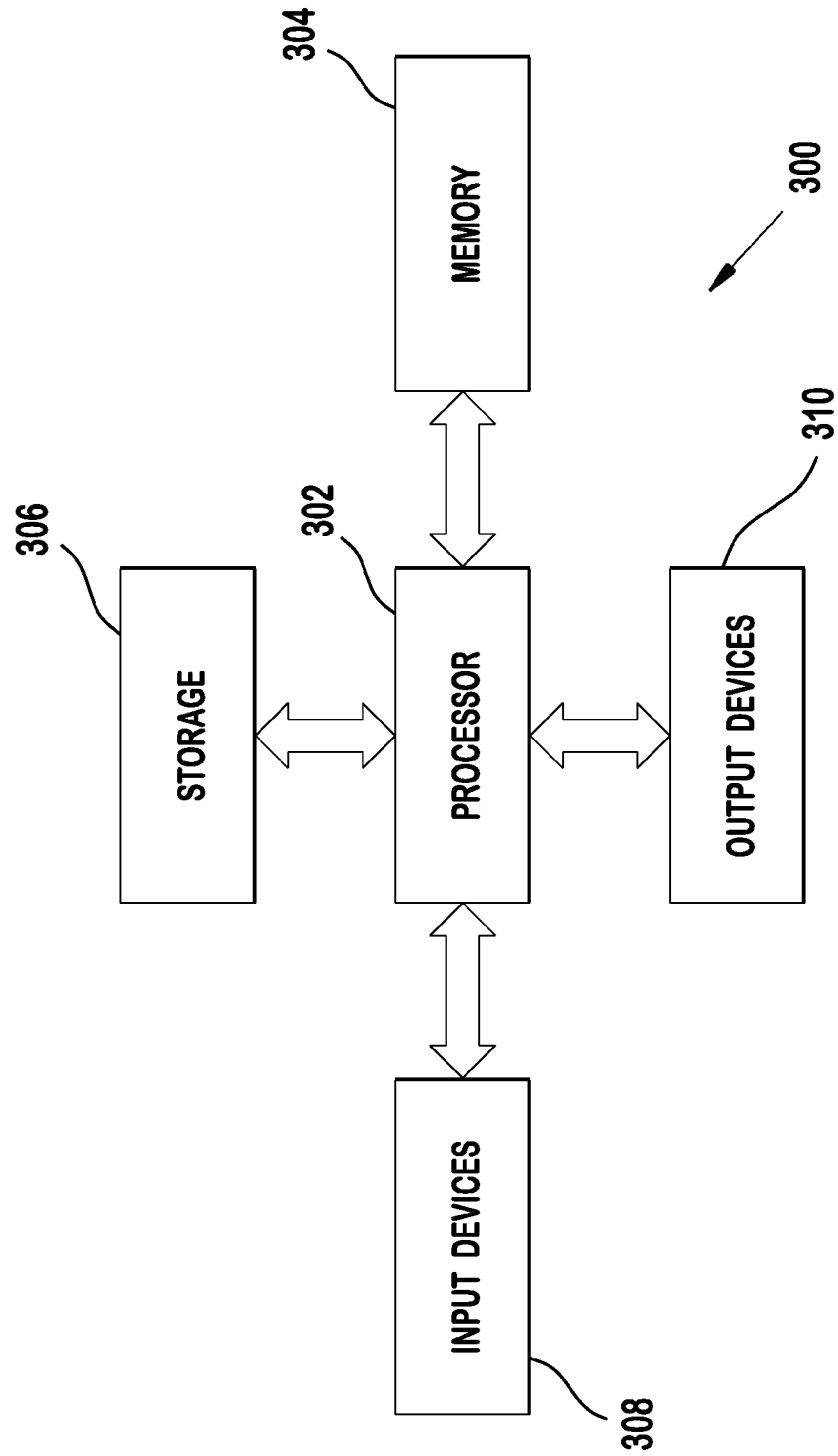 306
STORAGE
302
304
INPUT DEVICES
PROCESSOR
MEMORY
308
OUTPUT DEVICES
310
300